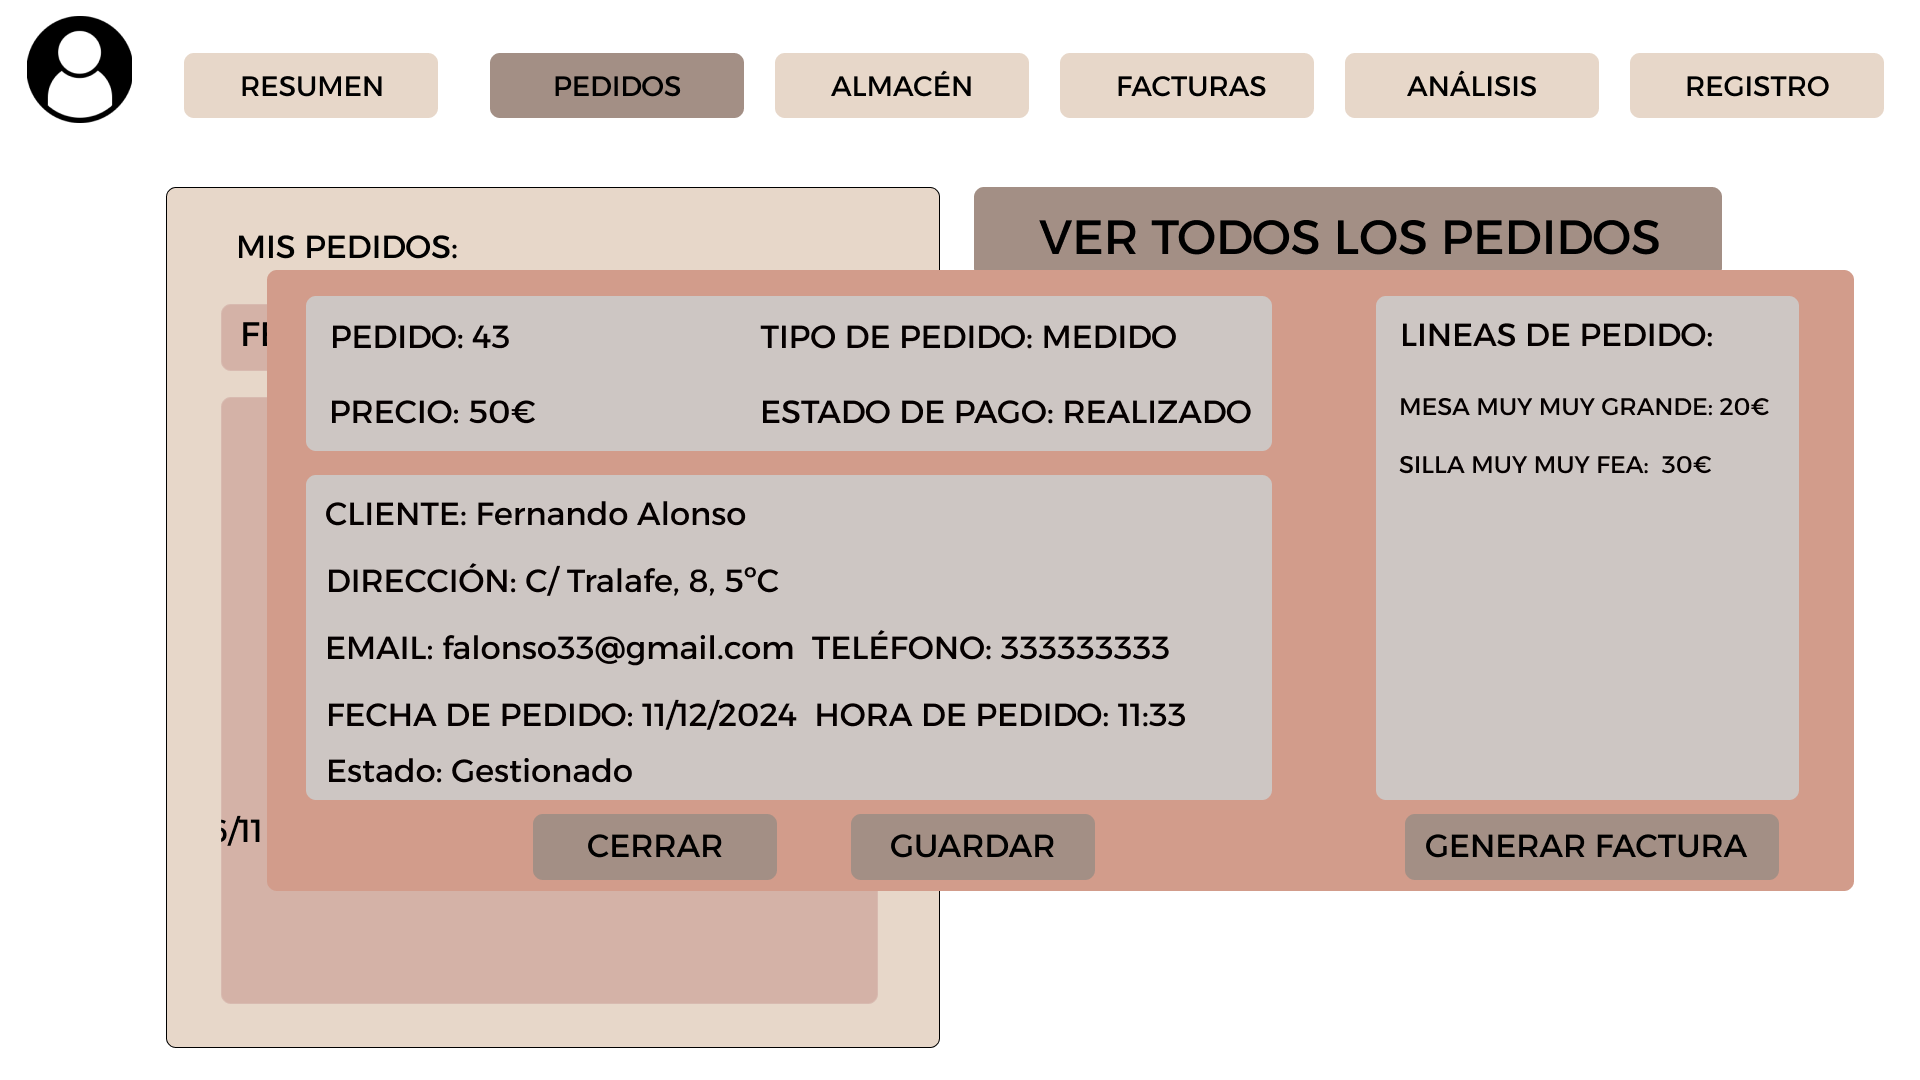 RESUMEN
PEDIDOS
ALMACÉN
FACTURAS
ANÁLISIS
REGISTRO
MIS PEDIDOS:
VER TODOS LOS PEDIDOS
PEDIDO: 43
TIPO DE PEDIDO: MEDIDO
PRECIO: 50€
ESTADO DE PAGO: REALIZADO
CLIENTE: Fernando Alonso
DIRECCIÓN: C/ Tralafe, 8, 5ºC
EMAIL: falonso33@gmail.com TELÉFONO: 333333333
FECHA DE PEDIDO: 11/12/2024 HORA DE PEDIDO: 11:33
Estado: Gestionado
LINEAS DE PEDIDO:
MESA MUY MUY GRANDE: 20€
SILLA MUY MUY FEA: 30€
/11
CERRAR
GUARDAR
GENERAR FACTURA